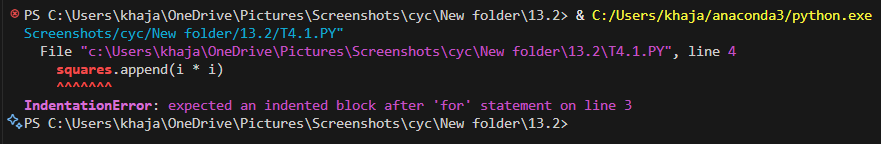 PS C:\Users\khaja\OneDrive\Pictures\Screenshots\cyc\New folder\13.2> & C:/Users/khaja/anaconda3/python.exe
Screenshots/cyc/New folder/13.2/T4.1.PY"
  File "c:\Users\khaja\OneDrive\Pictures\Screenshots\cyc\New folder\13.2\T4.1.PY", line 4
    squares.append(i * i)
    ^^^^^^^
IndentationError: expected an indented block after 'for' statement on line 3
PS C:\Users\khaja\OneDrive\Pictures\Screenshots\cyc\New folder\13.2>